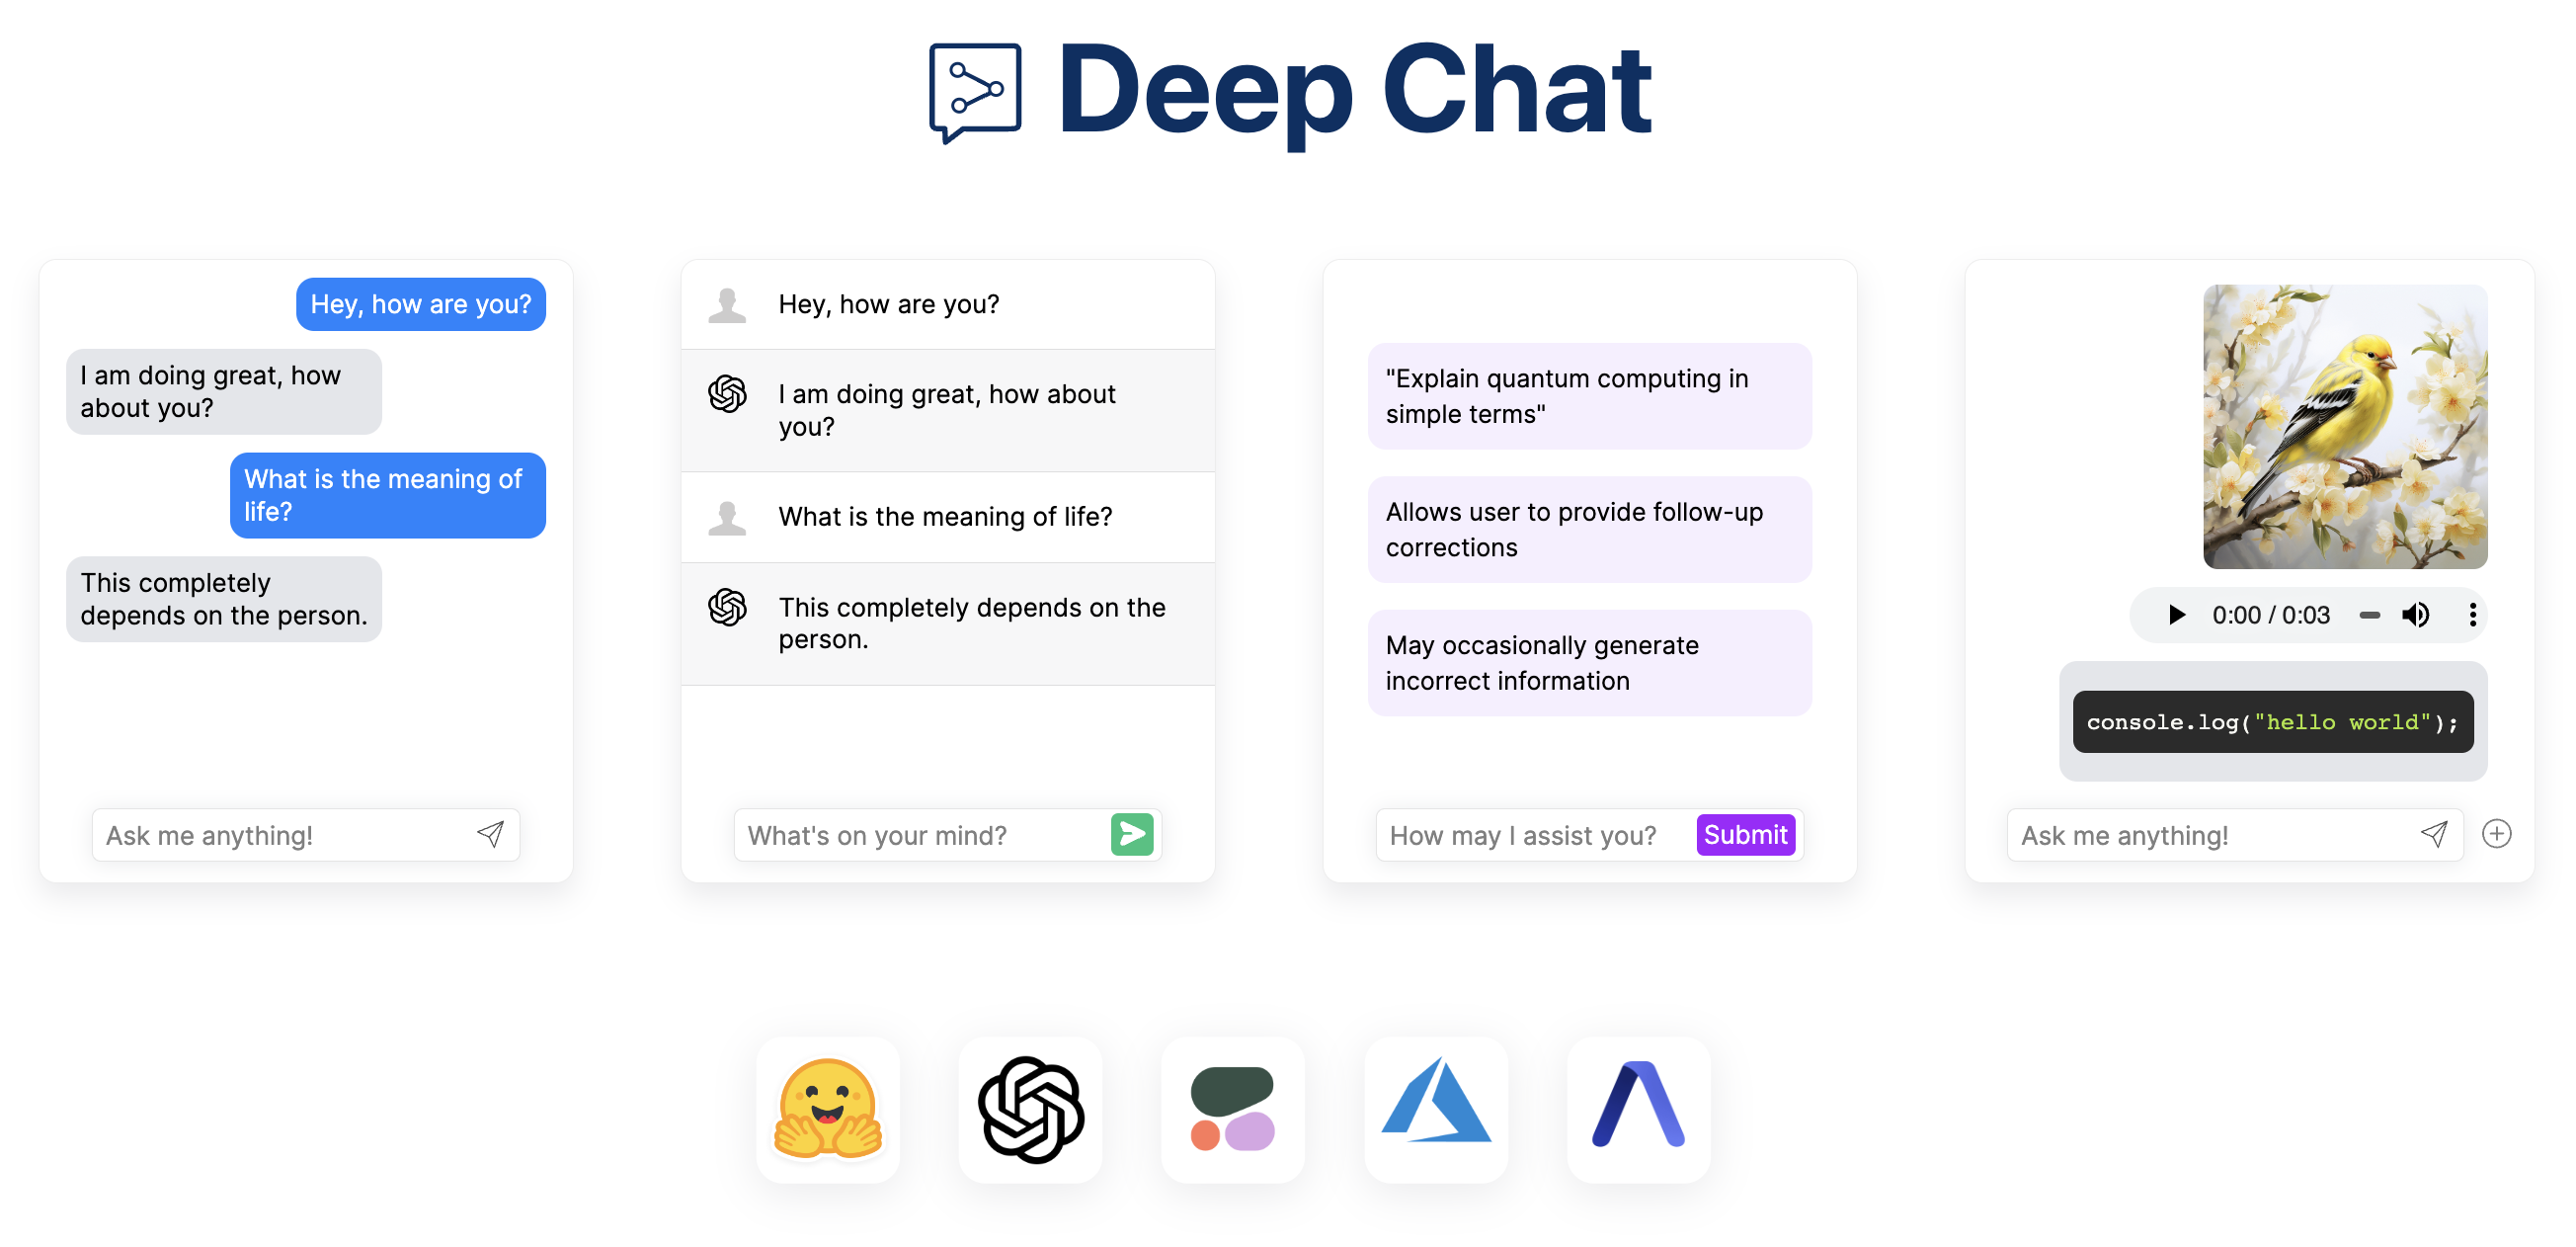 Deep Chat
Hey, how are you?
I am doing great, how
about you?
What is the meaning of
life?
This completely
depends on the person.
Ask me anything!
Hey, how are you?
I am doing great, how about
you?
What is the meaning of life?
This completely depends on the
person.
What's on your mind?
"Explain quantum computing in
simple terms"
Allows user to provide follow-up
corrections
May occasionally generate
incorrect information
How may I assist you?
Submit
0:00 / 0:03
console.log("hello world");
Ask me anything!